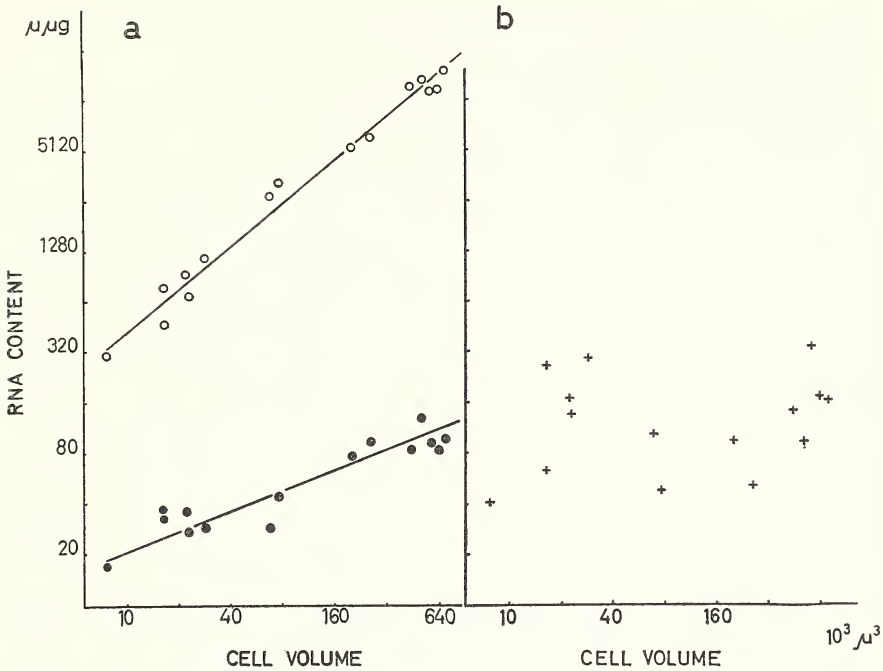 a
b
μμg
5120
1280
320
80
20
RNA CONTENT
10 40 160 640
CELL VOLUME
10 40 160
10³ μ³
CELL VOLUME